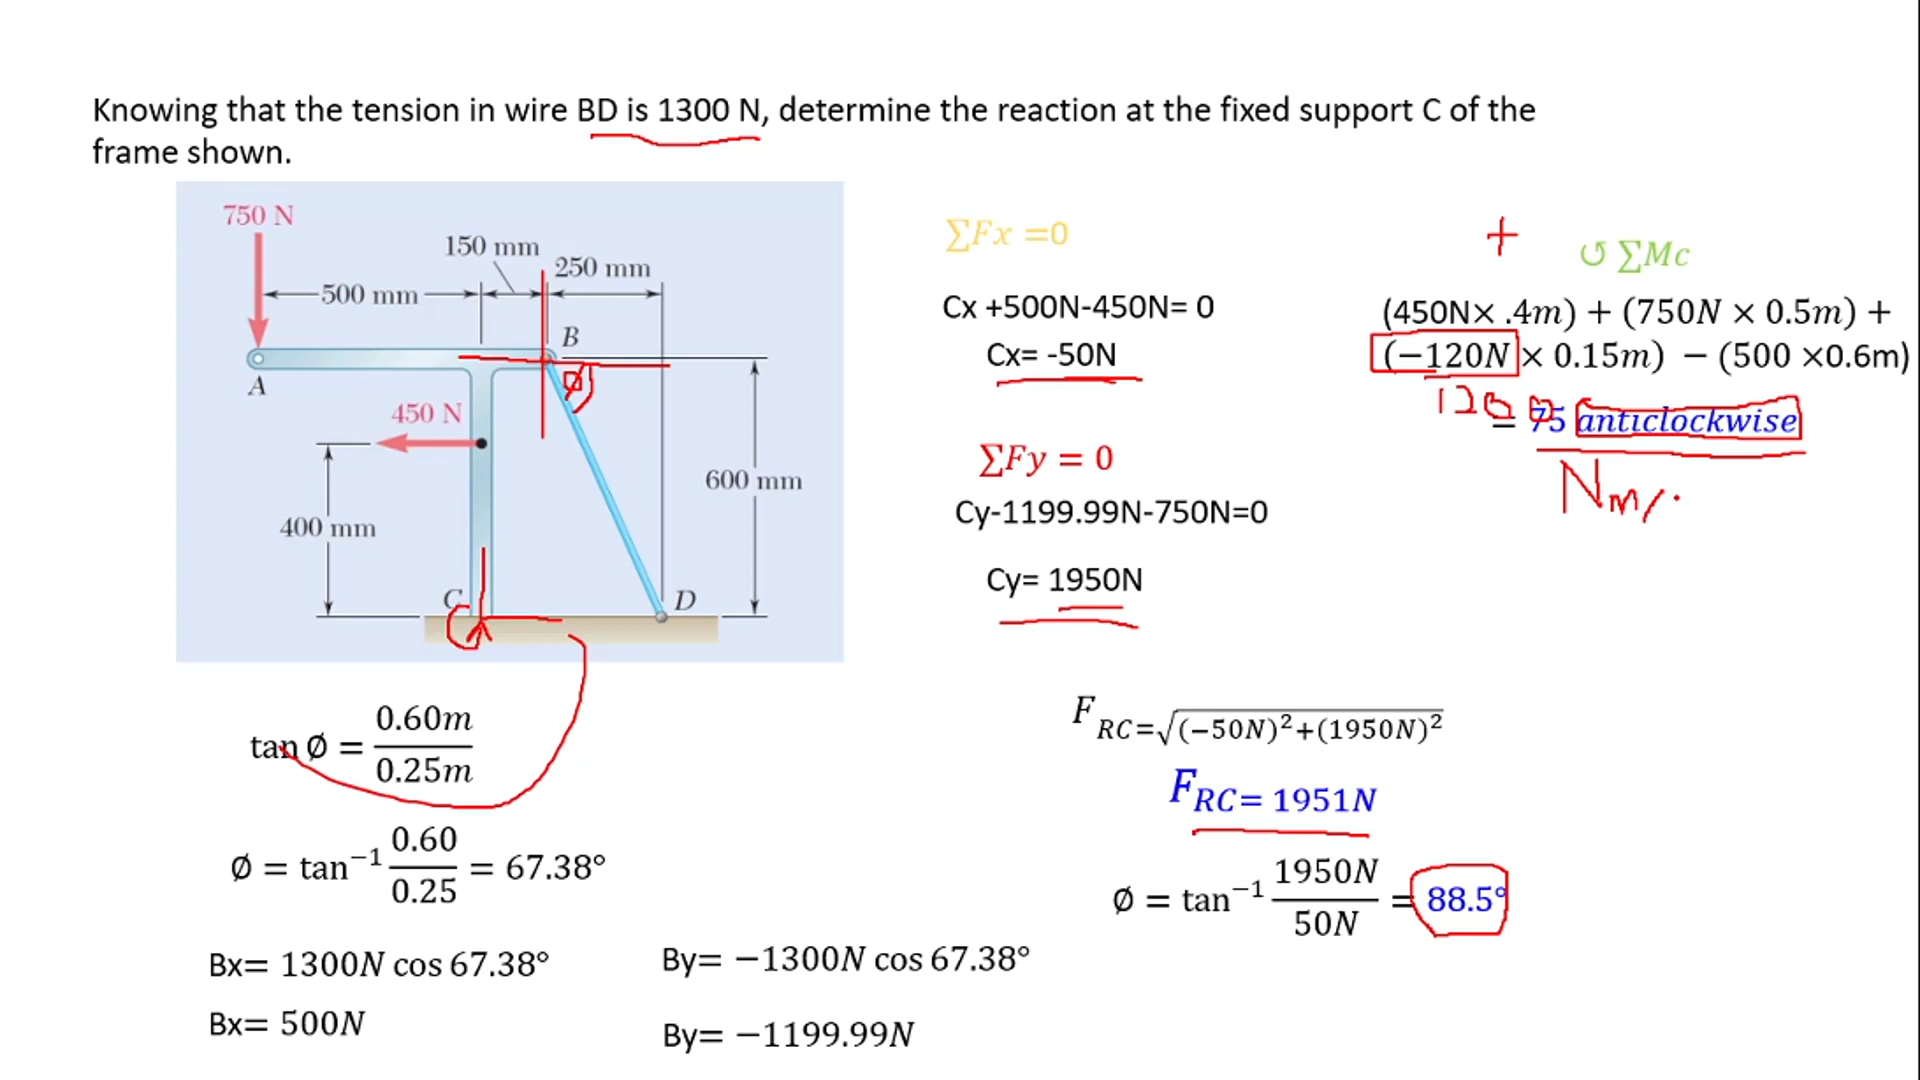 Knowing that the tension in wire BD is 1300 N, determine the reaction at the fixed support C of the
frame shown.
750 N
150 mm
250 mm
500 mm
B
A
450 N
600 mm
400 mm
C
D
tan ∅ = 0.60m / 0.25m
∅ = tan⁻¹ 0.60 / 0.25 = 67.38°
Bx= 1300N cos 67.38°
Bx= 500N
By= −1300N cos 67.38°
By= −1199.99N
∑Fx =0
Cx +500N-450N= 0
Cx= -50N
∑Fy = 0
Cy-1199.99N-750N=0
Cy= 1950N
+
↺ ∑Mc
(450N× .4m) + (750N × 0.5m) +
(−120N × 0.15m) − (500 ×0.6m)
1200
= 75 anticlockwise
Nm
F RC=√(−50N)²+(1950N)²
F RC= 1951N
∅ = tan⁻¹ 1950N / 50N = 88.5°